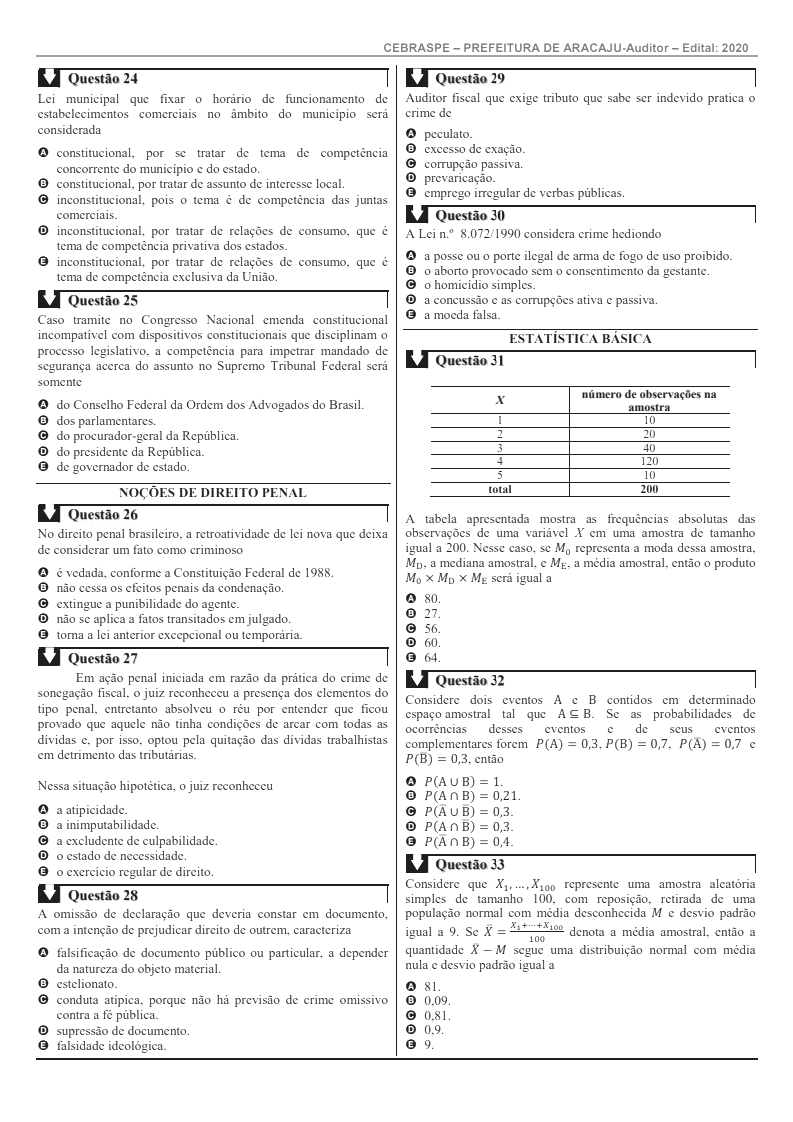 CEBRASPE – PREFEITURA DE ARACAJU-Auditor – Edital: 2020
Questão 24
Lei municipal que fixar o horário de funcionamento de
estabelecimentos comerciais no âmbito do município será
considerada
A constitucional, por se tratar de tema de competência
concorrente do município e do estado.
B constitucional, por tratar de assunto de interesse local.
C inconstitucional, pois o tema é de competência das juntas
comerciais.
D inconstitucional, por tratar de relações de consumo, que é
tema de competência privativa dos estados.
E inconstitucional, por tratar de relações de consumo, que é
tema de competência exclusiva da União.
Questão 25
Caso tramite no Congresso Nacional emenda constitucional
incompatível com dispositivos constitucionais que disciplinam o
processo legislativo, a competência para impetrar mandado de
segurança acerca do assunto no Supremo Tribunal Federal será
somente
A do Conselho Federal da Ordem dos Advogados do Brasil.
B dos parlamentares.
C do procurador-geral da República.
D do presidente da República.
E de governador de estado.
NOÇÕES DE DIREITO PENAL
Questão 26
No direito penal brasileiro, a retroatividade de lei nova que deixa
de considerar um fato como criminoso
A é vedada, conforme a Constituição Federal de 1988.
B não cessa os efeitos penais da condenação.
C extingue a punibilidade do agente.
D não se aplica a fatos transitados em julgado.
E torna a lei anterior excepcional ou temporária.
Questão 27
Em ação penal iniciada em razão da prática do crime de
sonegação fiscal, o juiz reconheceu a presença dos elementos do
tipo penal, entretanto absolveu o réu por entender que ficou
provado que aquele não tinha condições de arcar com todas as
dívidas e, por isso, optou pela quitação das dívidas trabalhistas
em detrimento das tributárias.
Nessa situação hipotética, o juiz reconheceu
A a atipicidade.
B a inimputabilidade.
C a excludente de culpabilidade.
D o estado de necessidade.
E o exercício regular de direito.
Questão 28
A omissão de declaração que deveria constar em documento,
com a intenção de prejudicar direito de outrem, caracteriza
A falsificação de documento público ou particular, a depender
da natureza do objeto material.
B estelionato.
C conduta atípica, porque não há previsão de crime omissivo
contra a fé pública.
D supressão de documento.
E falsidade ideológica.
Questão 29
Auditor fiscal que exige tributo que sabe ser indevido pratica o
crime de
A peculato.
B excesso de exação.
C corrupção passiva.
D prevaricação.
E emprego irregular de verbas públicas.
Questão 30
A Lei n.º 8.072/1990 considera crime hediondo
A a posse ou o porte ilegal de arma de fogo de uso proibido.
B o aborto provocado sem o consentimento da gestante.
C o homicídio simples.
D a concussão e as corrupções ativa e passiva.
E a moeda falsa.
ESTATÍSTICA BÁSICA
Questão 31
X número de observações na
amostra
1 10
2 20
3 40
4 120
5 10
total 200
A tabela apresentada mostra as frequências absolutas das
observações de uma variável X em uma amostra de tamanho
igual a 200. Nesse caso, se M₀ representa a moda dessa amostra,
M_D, a mediana amostral, e M_E, a média amostral, então o produto
M₀ × M_D × M_E será igual a
A 80.
B 27.
C 56.
D 60.
E 64.
Questão 32
Considere dois eventos A e B contidos em determinado
espaço amostral tal que A ⊆ B. Se as probabilidades de
ocorrências desses eventos e de seus eventos
complementares forem P(A) = 0,3, P(B) = 0,7, P(A̅) = 0,7 e
P(B̅) = 0,3, então
A P(A ∪ B) = 1.
B P(A ∩ B) = 0,21.
C P(A̅ ∪ B̅) = 0,3.
D P(A ∩ B̅) = 0,3.
E P(A̅ ∩ B) = 0,4.
Questão 33
Considere que X₁, …, X₁₀₀ represente uma amostra aleatória
simples de tamanho 100, com reposição, retirada de uma
população normal com média desconhecida M e desvio padrão
igual a 9. Se X̄ = (X₁+⋯+X₁₀₀)/100 denota a média amostral, então a
quantidade X̄ − M segue uma distribuição normal com média
nula e desvio padrão igual a
A 81.
B 0,09.
C 0,81.
D 0,9.
E 9.